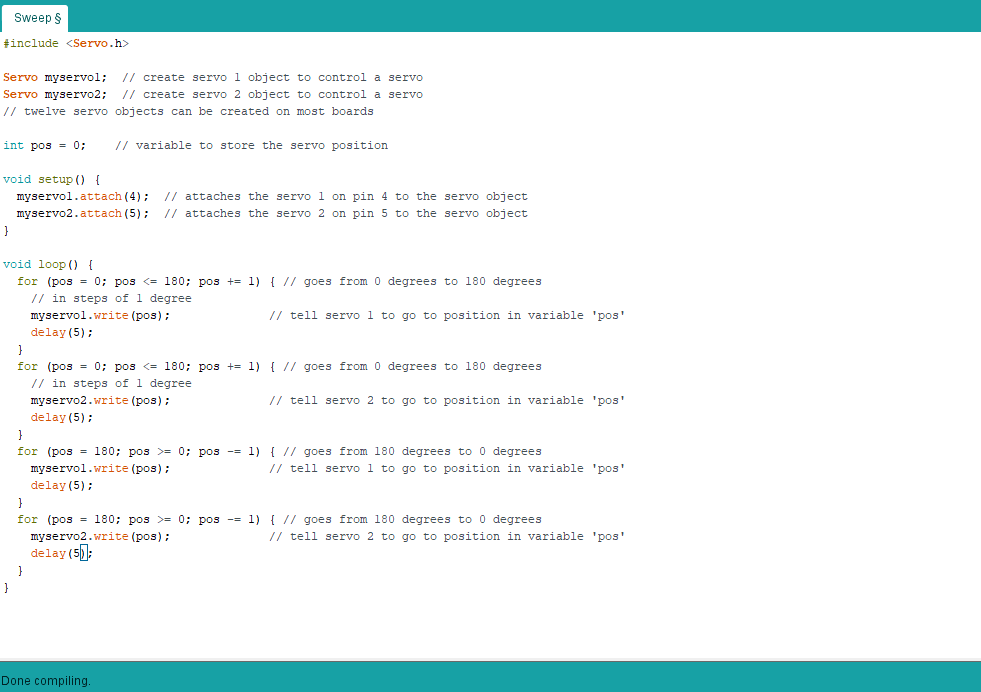 Sweep §
#include <Servo.h>
Servo myservo1;  // create servo 1 object to control a servo
Servo myservo2;  // create servo 2 object to control a servo
// twelve servo objects can be created on most boards
int pos = 0;    // variable to store the servo position
void setup() {
  myservo1.attach(4);  // attaches the servo 1 on pin 4 to the servo object
  myservo2.attach(5);  // attaches the servo 2 on pin 5 to the servo object
}
void loop() {
  for (pos = 0; pos <= 180; pos += 1) { // goes from 0 degrees to 180 degrees
    // in steps of 1 degree
    myservo1.write(pos);              // tell servo 1 to go to position in variable 'pos'
    delay(5);
  }
  for (pos = 0; pos <= 180; pos += 1) { // goes from 0 degrees to 180 degrees
    // in steps of 1 degree
    myservo2.write(pos);              // tell servo 2 to go to position in variable 'pos'
    delay(5);
  }
  for (pos = 180; pos >= 0; pos -= 1) { // goes from 180 degrees to 0 degrees
    myservo1.write(pos);              // tell servo 1 to go to position in variable 'pos'
    delay(5);
  }
  for (pos = 180; pos >= 0; pos -= 1) { // goes from 180 degrees to 0 degrees
    myservo2.write(pos);              // tell servo 2 to go to position in variable 'pos'
    delay(5);
  }
}
Done compiling.